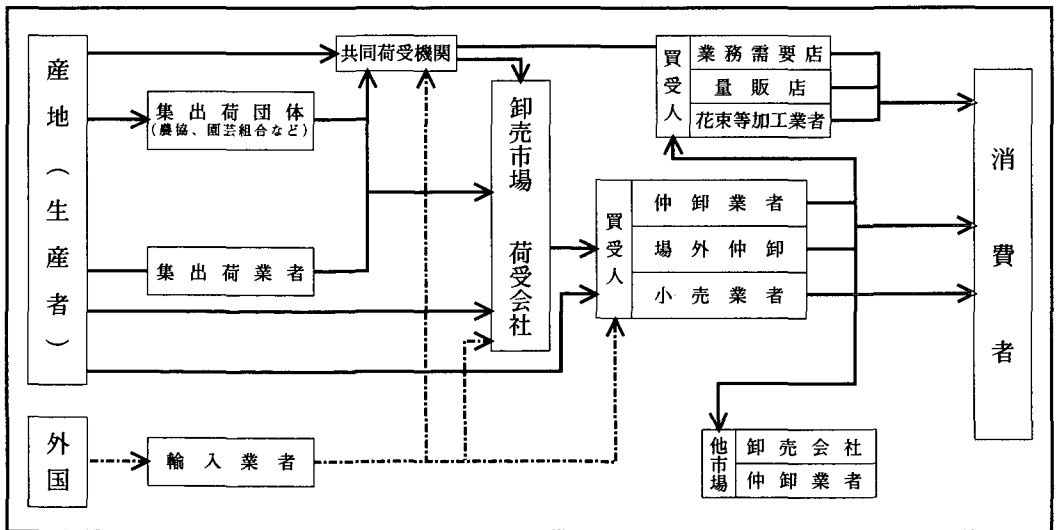 産地（生産者）
外国
集出荷団体
（農協、園芸組合など）
集出荷業者
輸入業者
共同荷受機関
卸売市場　荷受会社
買受人
業務需要店
量販店
花束等加工業者
買受人
仲卸業者
場外仲卸
小売業者
他市場
卸売会社
仲卸業者
消費者